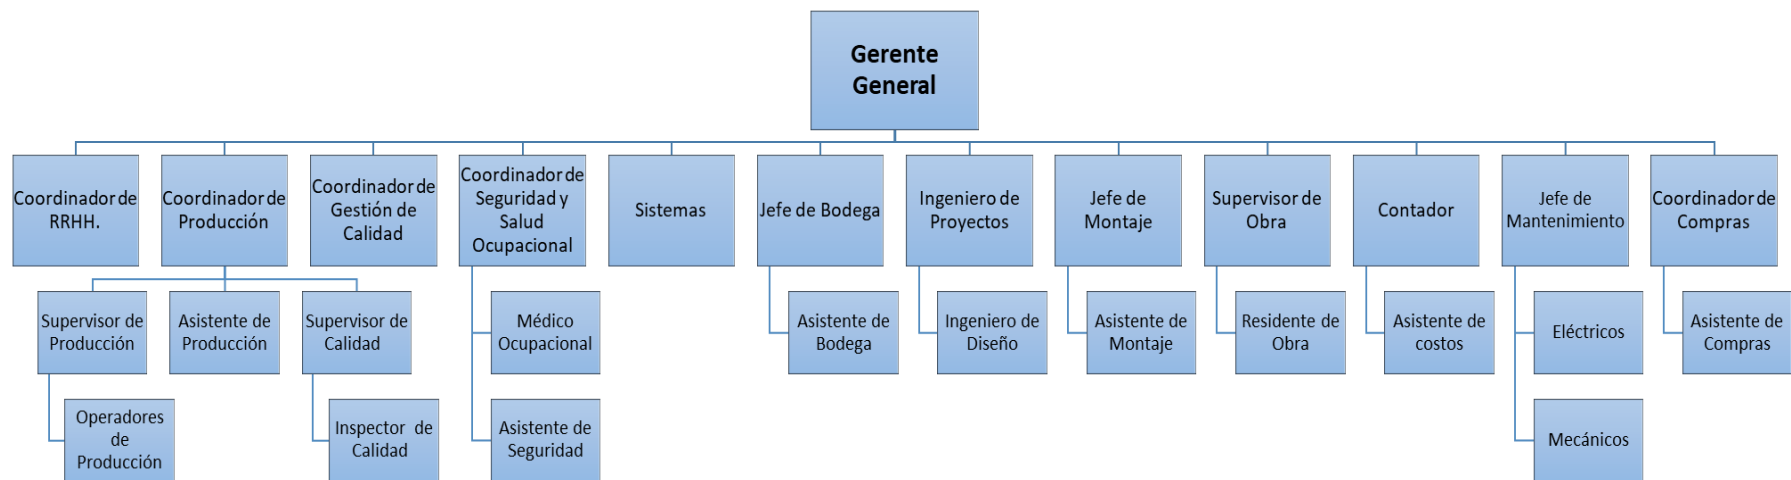 Gerente
General
Coordinador de
RRHH.
Coordinador de
Producción
Coordinador de
Gestión de
Calidad
Coordinador de
Seguridad y
Salud
Ocupacional
Sistemas
Jefe de Bodega
Ingeniero de
Proyectos
Jefe de
Montaje
Supervisor de
Obra
Contador
Jefe de
Mantenimiento
Coordinador de
Compras
Supervisor de
Producción
Asistente de
Producción
Supervisor de
Calidad
Médico
Ocupacional
Asistente de
Bodega
Ingeniero de
Diseño
Asistente de
Montaje
Residente de
Obra
Asistente de
costos
Eléctricos
Asistente de
Compras
Operadores
de
Producción
Inspector de
Calidad
Asistente de
Seguridad
Mecánicos